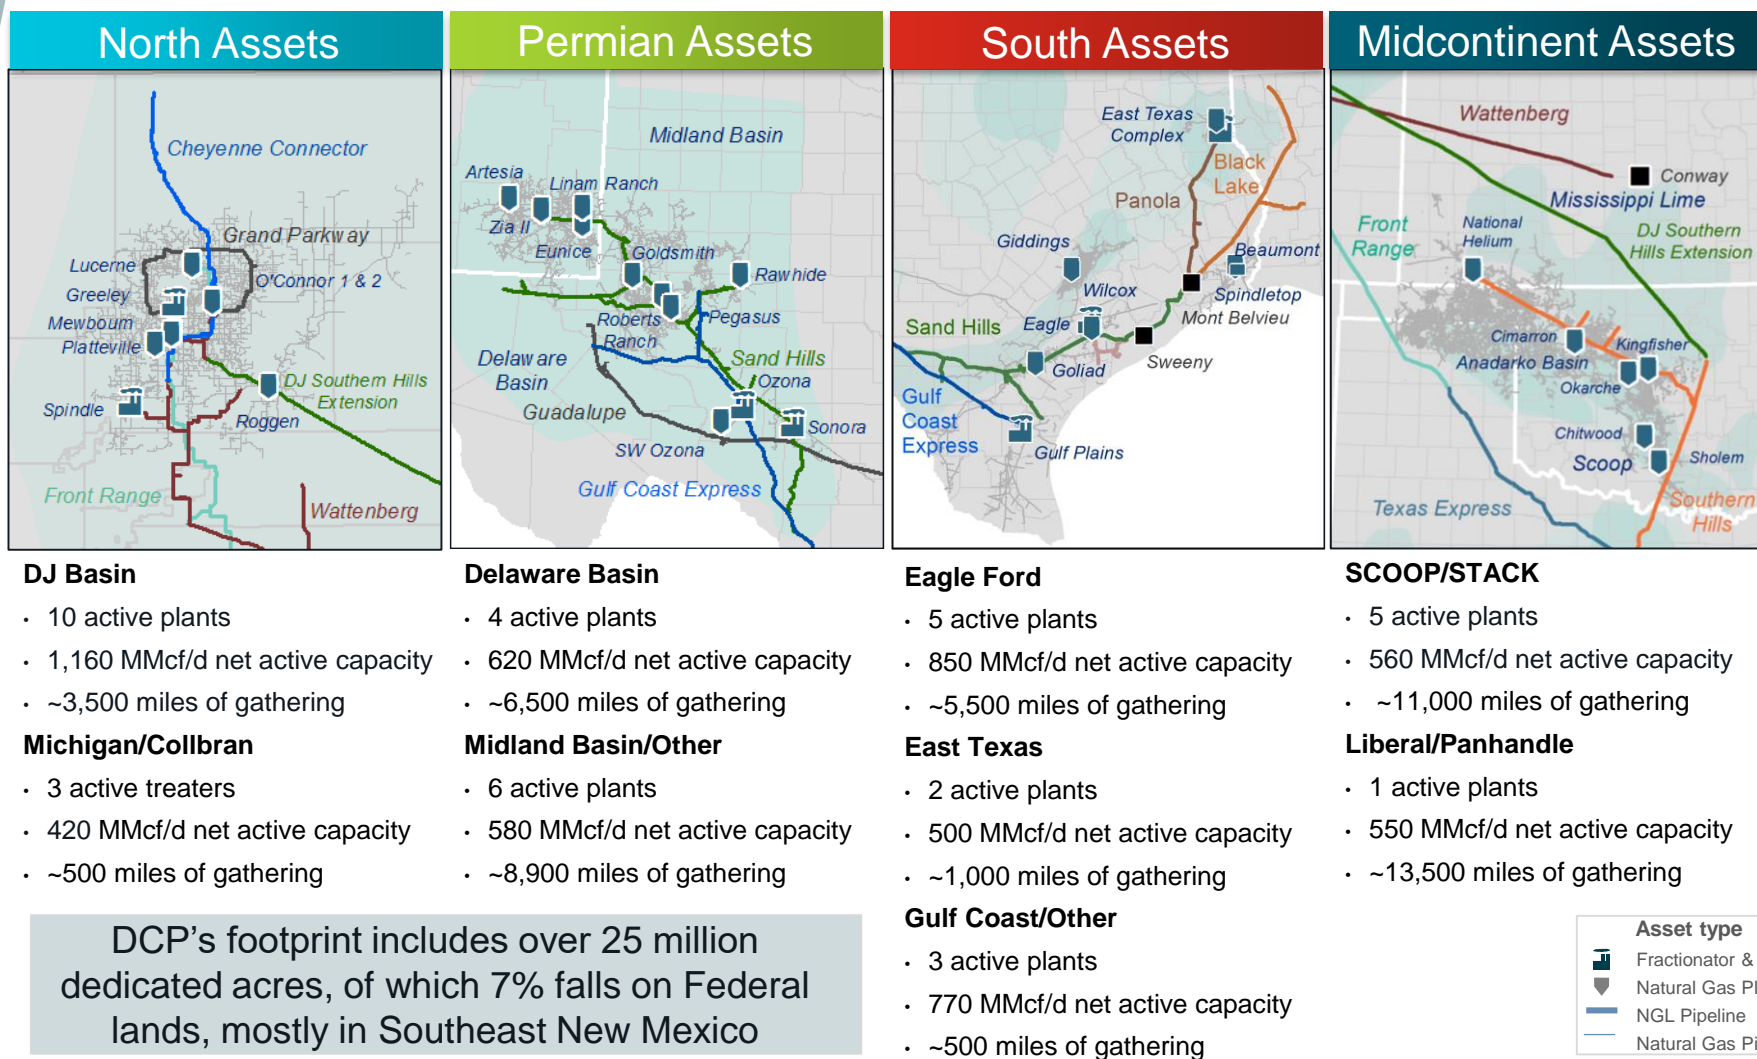 North Assets
Permian Assets
South Assets
Midcontinent Assets
Cheyenne Connector
Grand Parkway
Lucerne
O'Connor 1 & 2
Greeley
Mewbourn
Platteville
DJ Southern Hills
Extension
Spindle
Roggen
Front Range
Wattenberg
Midland Basin
Artesia
Linam Ranch
Zia II
Eunice
Goldsmith
Rawhide
Roberts
Ranch
Pegasus
Delaware
Basin
Sand Hills
Ozona
Guadalupe
Sonora
SW Ozona
Gulf Coast Express
East Texas
Complex
Black
Lake
Panola
Giddings
Beaumont
Wilcox
Spindletop
Mont Belvieu
Sand Hills
Eagle
Sweeny
Goliad
Gulf
Coast
Express
Gulf Plains
Wattenberg
Conway
Mississippi Lime
Front
Range
National
Helium
DJ Southern
Hills Extension
Cimarron
Kingfisher
Anadarko Basin
Okarche
Chitwood
Scoop
Sholem
Southern
Hills
Texas Express
DJ Basin
• 10 active plants
• 1,160 MMcf/d net active capacity
• ~3,500 miles of gathering
Michigan/Collbran
• 3 active treaters
• 420 MMcf/d net active capacity
• ~500 miles of gathering
Delaware Basin
• 4 active plants
• 620 MMcf/d net active capacity
• ~6,500 miles of gathering
Midland Basin/Other
• 6 active plants
• 580 MMcf/d net active capacity
• ~8,900 miles of gathering
Eagle Ford
• 5 active plants
• 850 MMcf/d net active capacity
• ~5,500 miles of gathering
East Texas
• 2 active plants
• 500 MMcf/d net active capacity
• ~1,000 miles of gathering
Gulf Coast/Other
• 3 active plants
• 770 MMcf/d net active capacity
• ~500 miles of gathering
SCOOP/STACK
• 5 active plants
• 560 MMcf/d net active capacity
• ~11,000 miles of gathering
Liberal/Panhandle
• 1 active plants
• 550 MMcf/d net active capacity
• ~13,500 miles of gathering
DCP's footprint includes over 25 million
dedicated acres, of which 7% falls on Federal
lands, mostly in Southeast New Mexico
Asset type
Fractionator &
Natural Gas Pl
NGL Pipeline
Natural Gas Pi